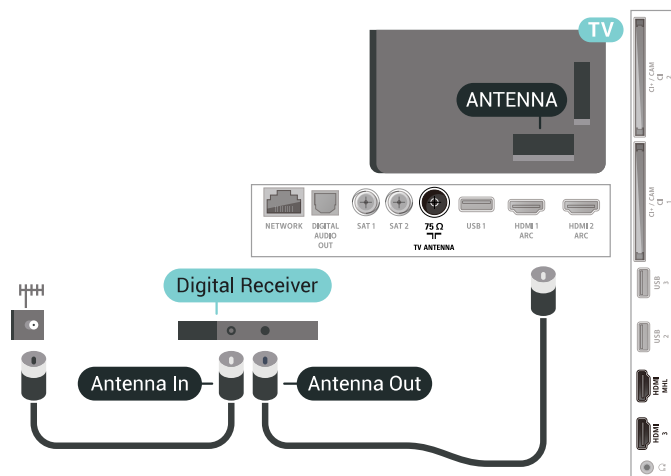 TV
ANTENNA
NETWORK
DIGITAL
AUDIO
OUT
SAT 1
SAT 2
75 Ω
TV ANTENNA
USB 1
HDMI 1
ARC
HDMI 2
ARC
Digital Receiver
Antenna In
Antenna Out
CI+ / CAM
2
CI+ / CAM
1
USB
3
USB
2
HDMI
MHL
HDMI
3